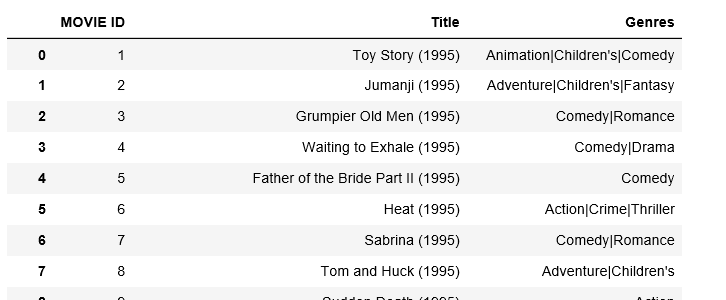 MOVIE ID Title Genres
0 1 Toy Story (1995) Animation|Children's|Comedy
1 2 Jumanji (1995) Adventure|Children's|Fantasy
2 3 Grumpier Old Men (1995) Comedy|Romance
3 4 Waiting to Exhale (1995) Comedy|Drama
4 5 Father of the Bride Part II (1995) Comedy
5 6 Heat (1995) Action|Crime|Thriller
6 7 Sabrina (1995) Comedy|Romance
7 8 Tom and Huck (1995) Adventure|Children's
8 9 Sudden Death (1995) Action